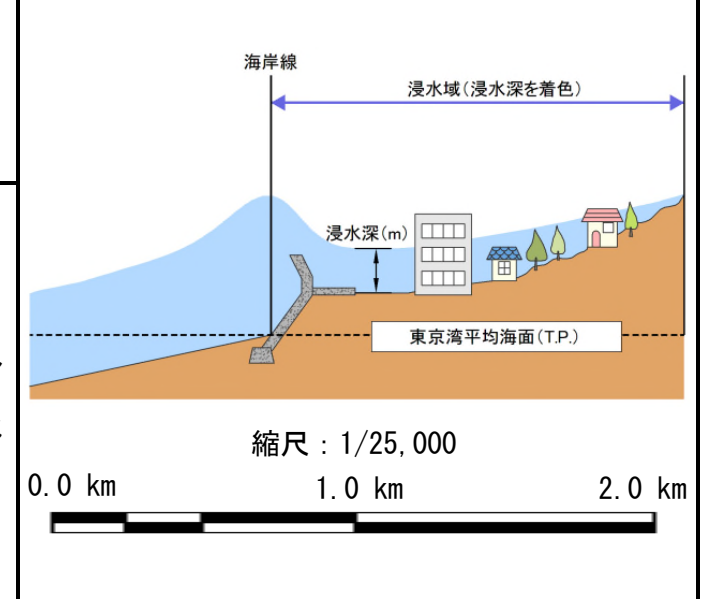 海岸線
浸水域(浸水深を着色)
浸水深(m)
東京湾平均海面(T.P.)
縮尺：1/25,000
0.0 km 1.0 km 2.0 km